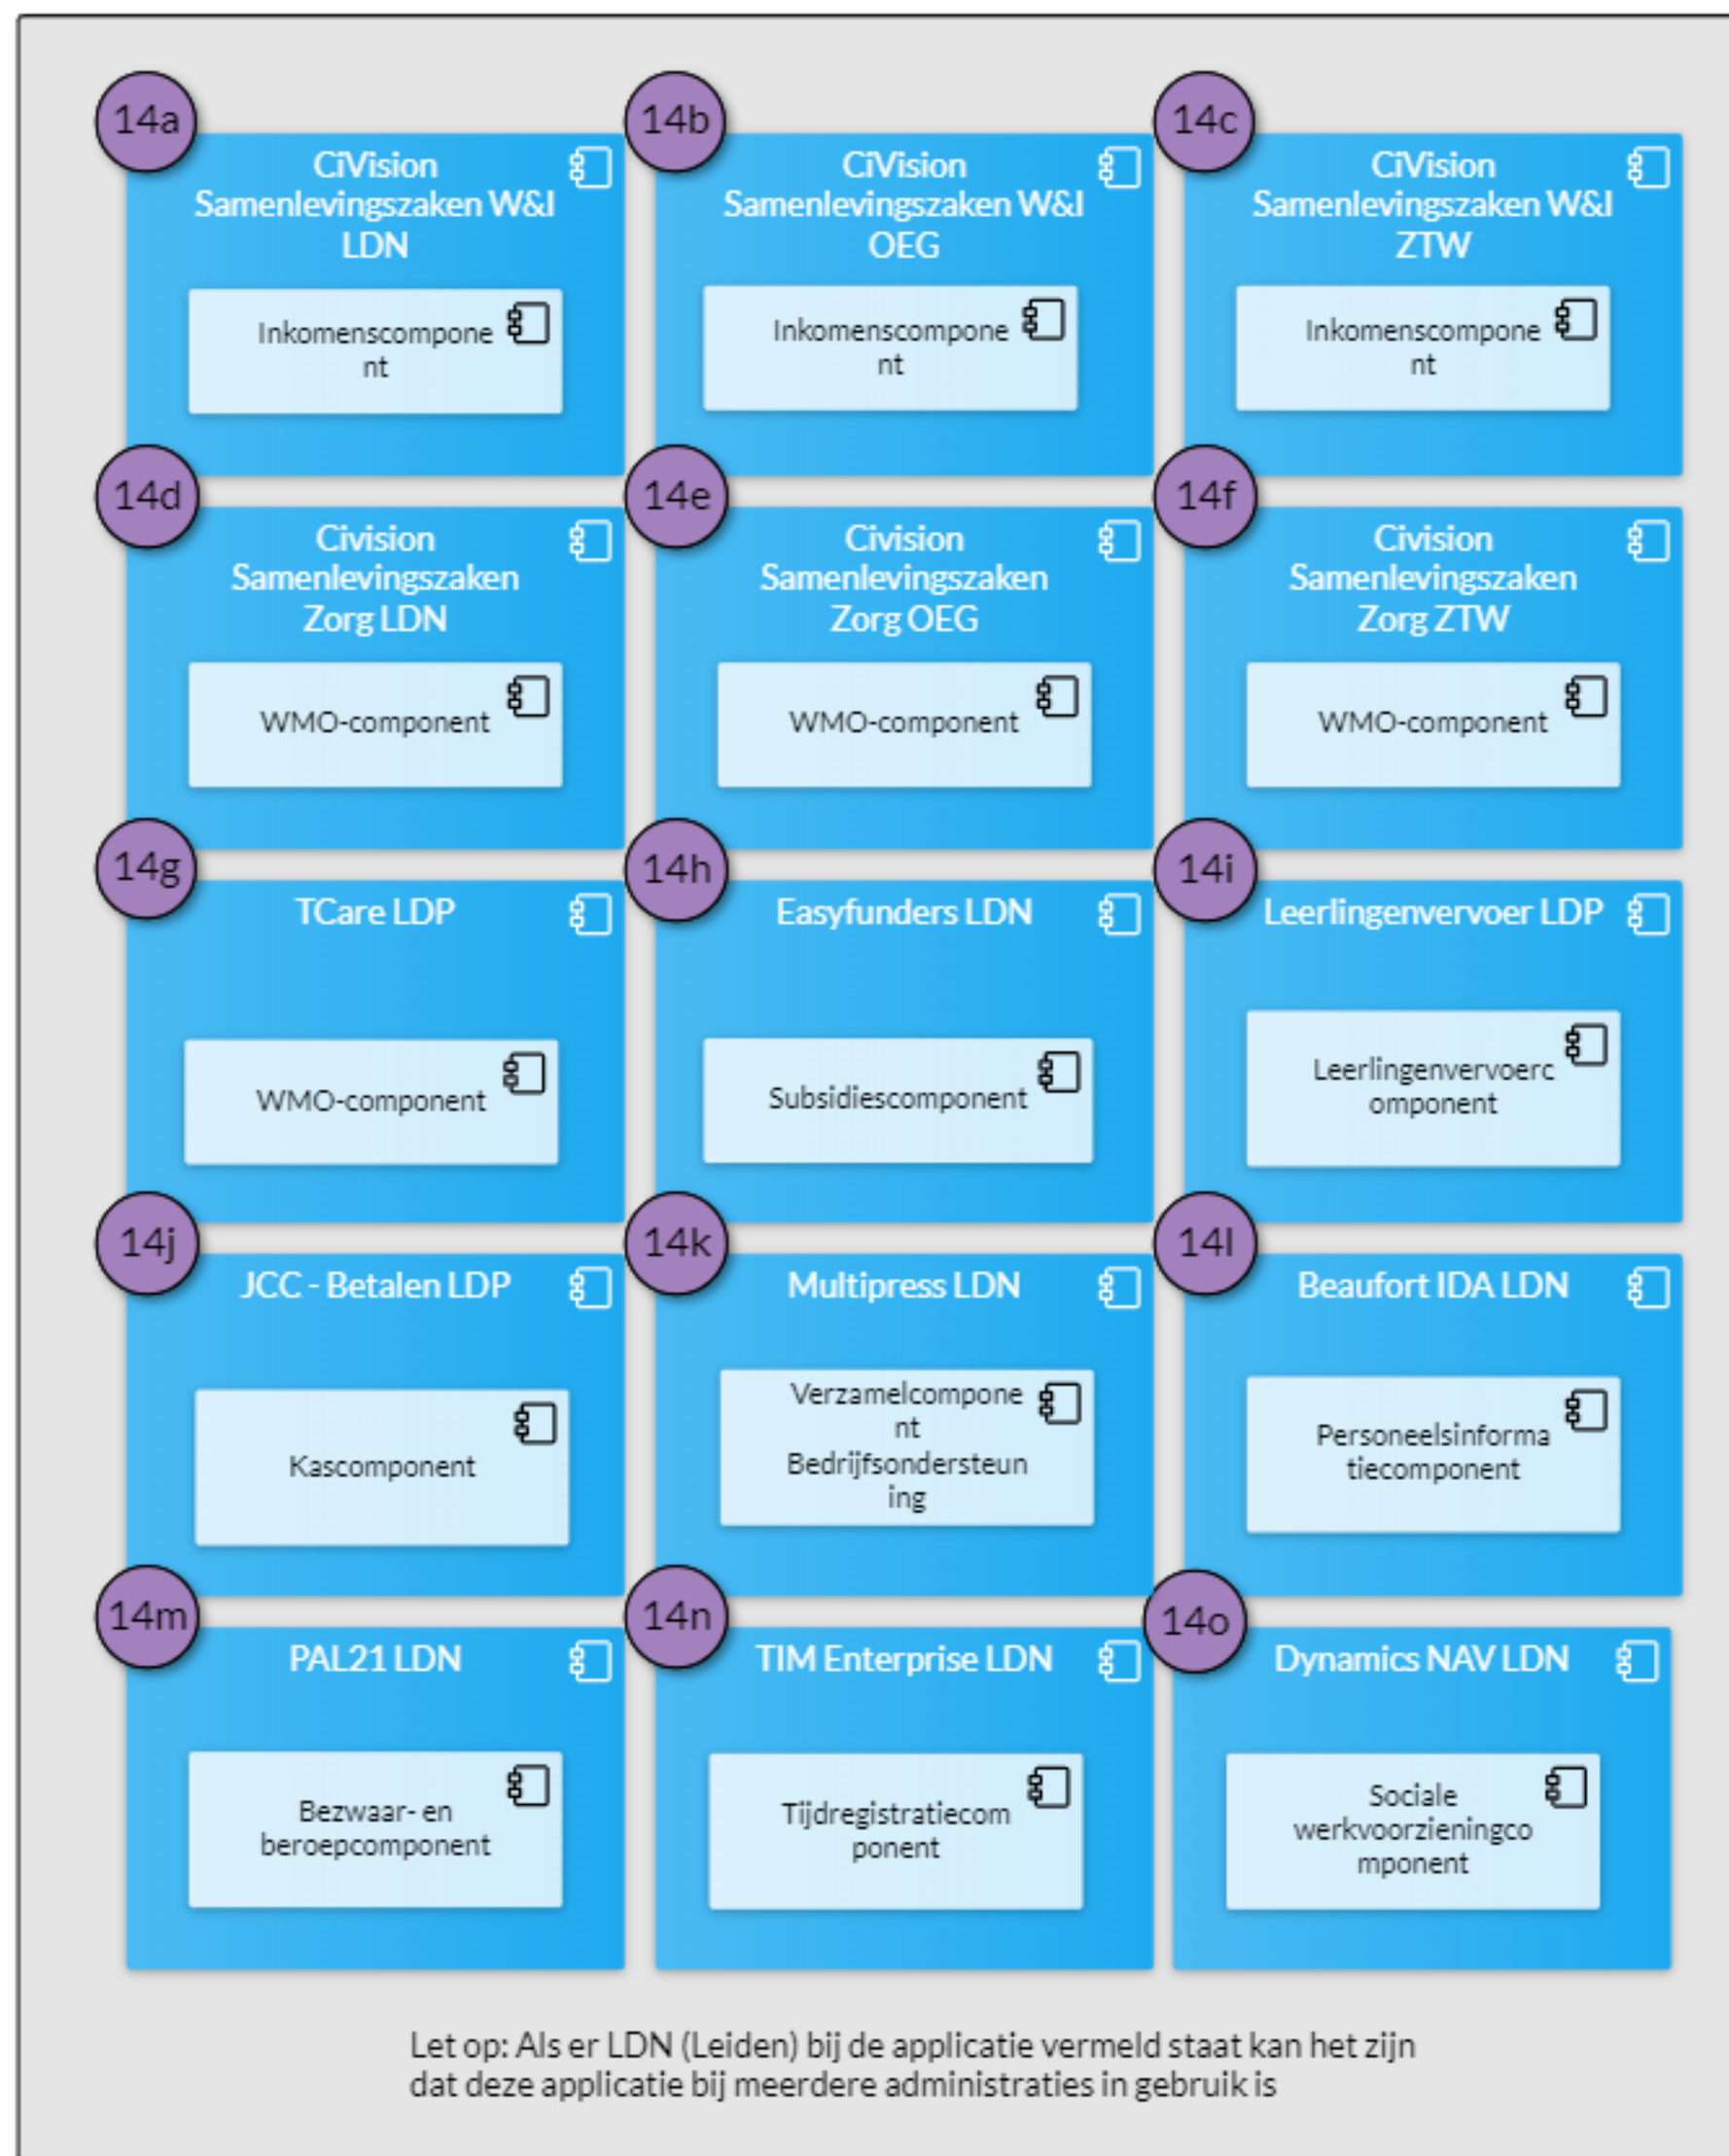 14a
CiVision
Samenlevingszaken W&I
LDN
Inkomenscompone
nt
14b
CiVision
Samenlevingszaken W&I
OEG
Inkomenscompone
nt
14c
CiVision
Samenlevingszaken W&I
ZTW
Inkomenscompone
nt
14d
Civision
Samenlevingszaken
Zorg LDN
WMO-component
14e
Civision
Samenlevingszaken
Zorg OEG
WMO-component
14f
Civision
Samenlevingszaken
Zorg ZTW
WMO-component
14g
TCare LDP
WMO-component
14h
Easyfunders LDN
Subsidiescomponent
14i
Leerlingenvervoer LDP
Leerlingenvervoerc
omponent
14j
JCC - Betalen LDP
Kascomponent
14k
Multipress LDN
Verzamelcompone
nt
Bedrijfsondersteun
ing
14l
Beaufort IDA LDN
Personeelsinforma
tiecomponent
14m
PAL21 LDN
Bezwaar- en
beroepcomponent
14n
TIM Enterprise LDN
Tijdregistratiecom
ponent
14o
Dynamics NAV LDN
Sociale
werkvoorzieningco
mponent
Let op: Als er LDN (Leiden) bij de applicatie vermeld staat kan het zijn
dat deze applicatie bij meerdere administraties in gebruik is